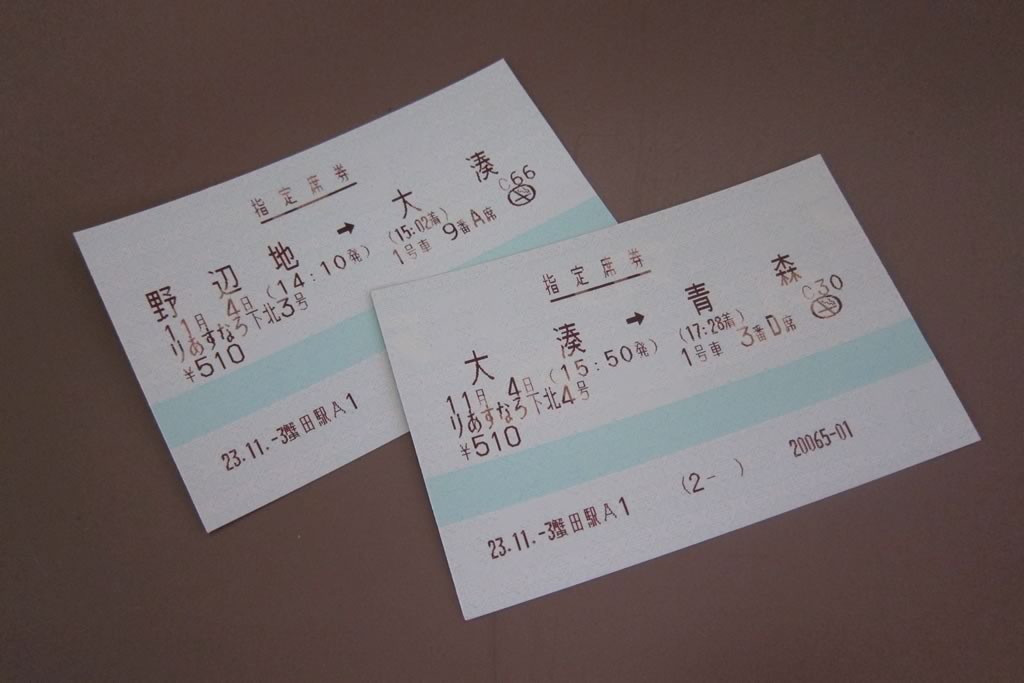 指定席券
野辺地 ➡ 大湊
11月 4日 (14:10発) (15:02着) C66
りあすなろ下北3号 1号車 9番A席
¥510
23.11.-3蟹田駅A1
指定席券
大湊 ➡ 青森
11月 4日 (15:50発) (17:28着) C30
りあすなろ下北4号 1号車 3番D席
¥510
23.11.-3蟹田駅A1 (2- ) 20065-01